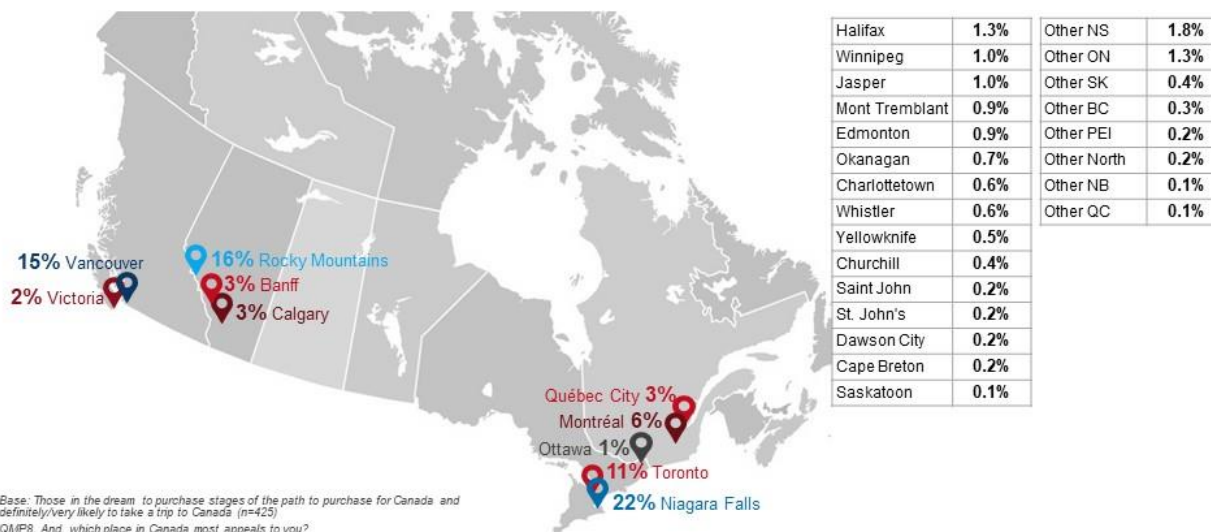 15% Vancouver
2% Victoria
16% Rocky Mountains
3% Banff
3% Calgary
Québec City 3%
Montréal 6%
Ottawa 1%
11% Toronto
22% Niagara Falls
Halifax 1.3%
Winnipeg 1.0%
Jasper 1.0%
Mont Tremblant 0.9%
Edmonton 0.9%
Okanagan 0.7%
Charlottetown 0.6%
Whistler 0.6%
Yellowknife 0.5%
Churchill 0.4%
Saint John 0.2%
St. John's 0.2%
Dawson City 0.2%
Cape Breton 0.2%
Saskatoon 0.1%
Other NS 1.8%
Other ON 1.3%
Other SK 0.4%
Other BC 0.3%
Other PEI 0.2%
Other North 0.2%
Other NB 0.1%
Other QC 0.1%
Base: Those in the dream to purchase stages of the path to purchase for Canada and
definitely/very likely to take a trip to Canada (n=425)
QMP8. And, which place in Canada most appeals to you?